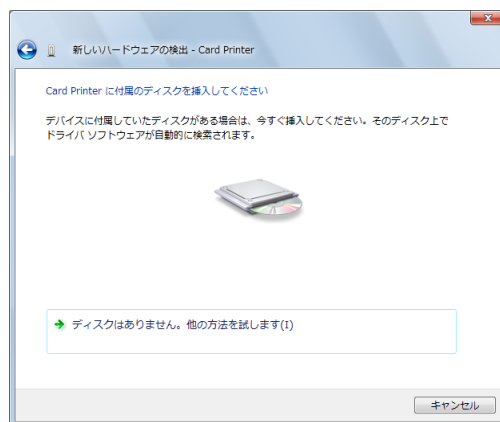 新しいハードウェアの検出 - Card Printer
Card Printer に付属のディスクを挿入してください
デバイスに付属していたディスクがある場合は、今すぐ挿入してください。そのディスク上で
ドライバ ソフトウェアが自動的に検索されます。
ディスクはありません。他の方法を試します(I)
キャンセル